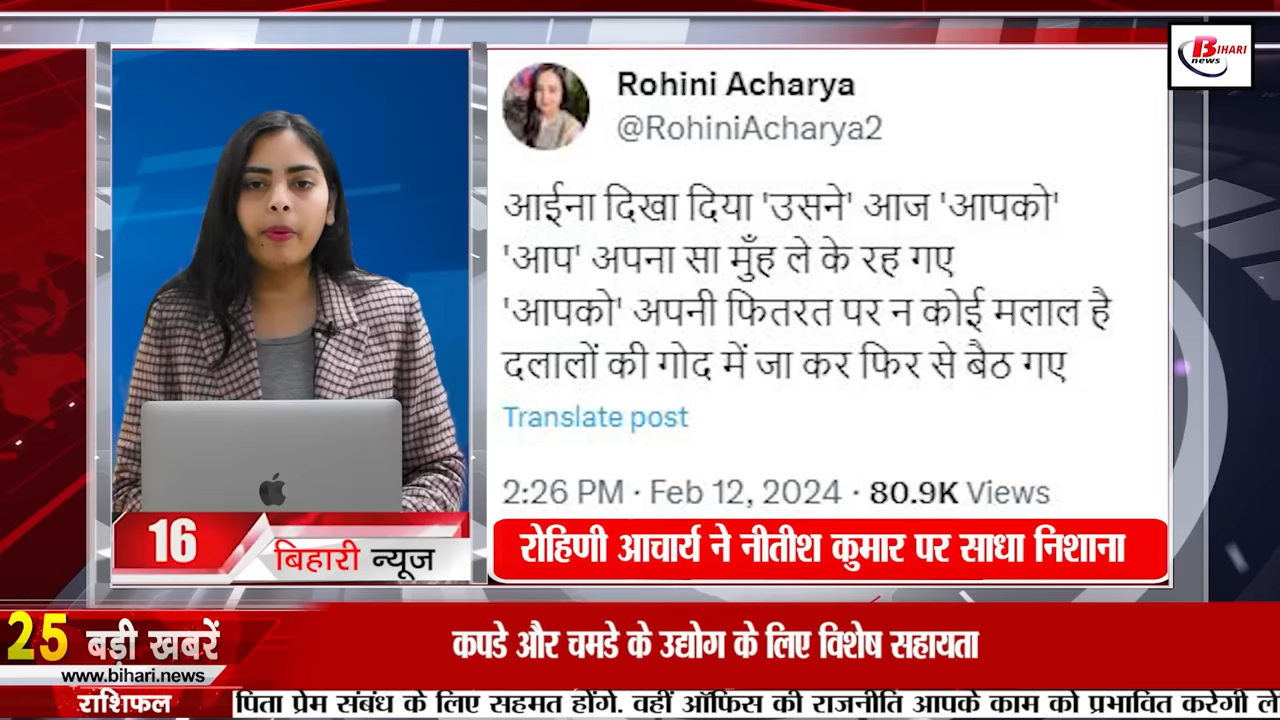 BIHARI
news
Rohini Acharya
@RohiniAcharya2
आईना दिखा दिया 'उसने' आज 'आपको'
'आप' अपना सा मुँह ले के रह गए
'आपको' अपनी फितरत पर न कोई मलाल है
दलालों की गोद में जा कर फिर से बैठ गए
Translate post
2:26 PM · Feb 12, 2024 · 80.9K Views
16
बिहारी न्यूज
रोहिणी आचार्य ने नीतीश कुमार पर साधा निशाना
25 बड़ी खबरें
www.bihari.news
कपडे और चमडे के उद्योग के लिए विशेष सहायता
राशिफल
पिता प्रेम संबंध के लिए सहमत होंगे. वहीं ऑफिस की राजनीति आपके काम को प्रभावित करेगी ले